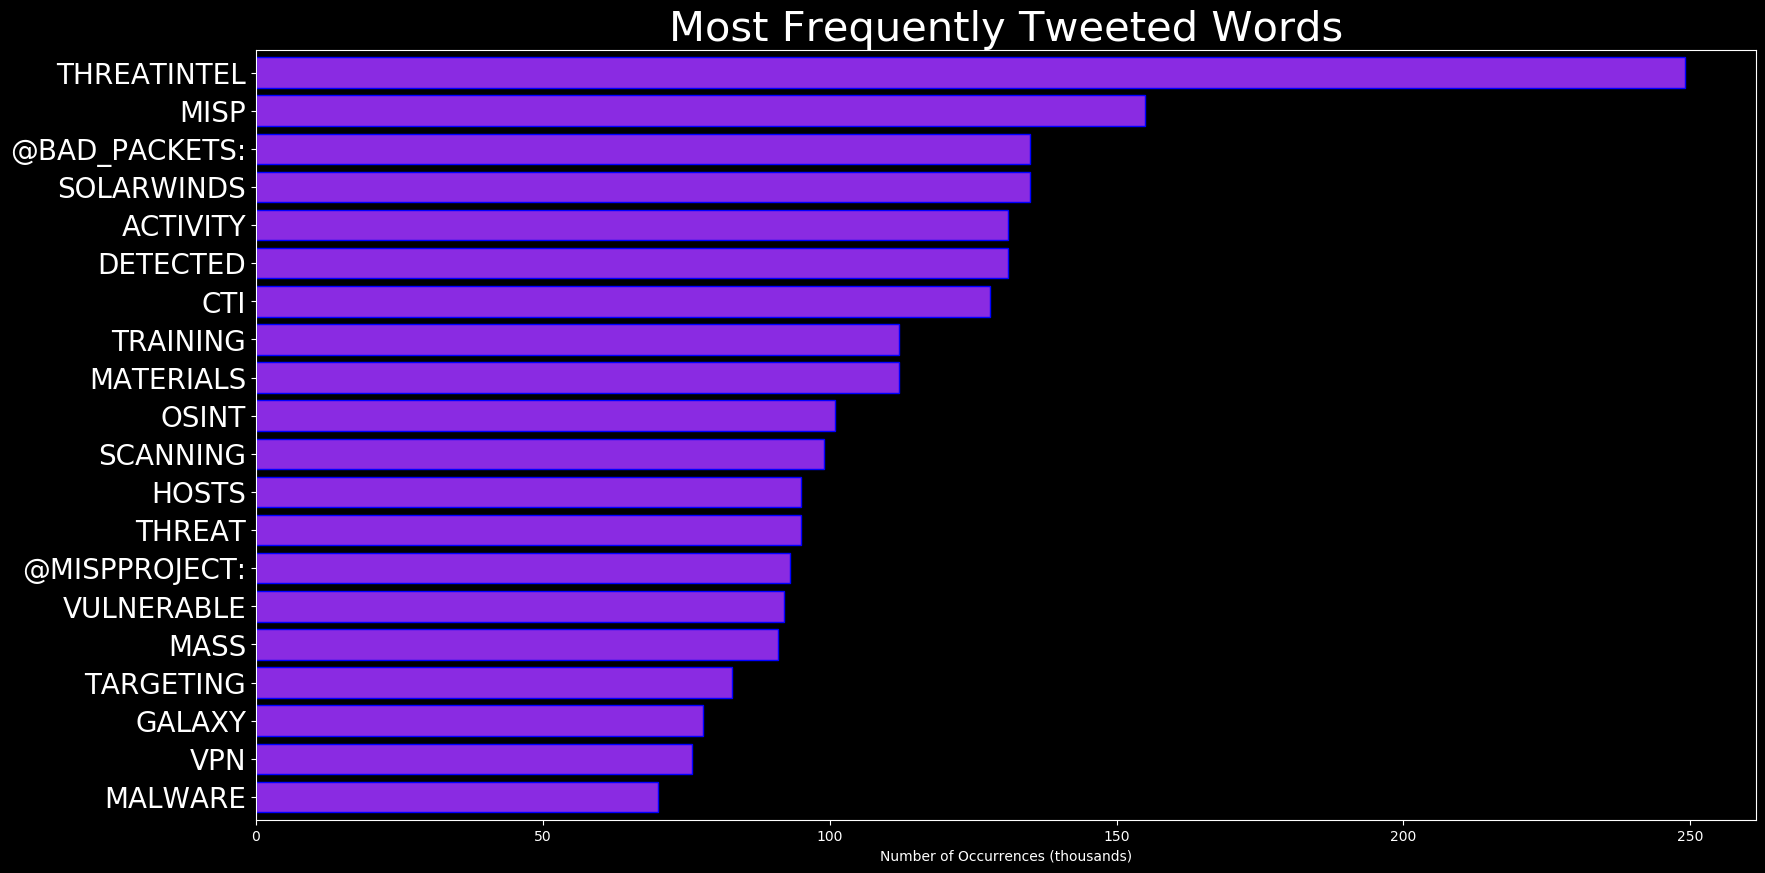 Most Frequently Tweeted Words
THREATINTEL
MISP
@BAD_PACKETS:
SOLARWINDS
ACTIVITY
DETECTED
CTI
TRAINING
MATERIALS
OSINT
SCANNING
HOSTS
THREAT
@MISPPROJECT:
VULNERABLE
MASS
TARGETING
GALAXY
VPN
MALWARE
0 50 100 150 200 250
Number of Occurrences (thousands)